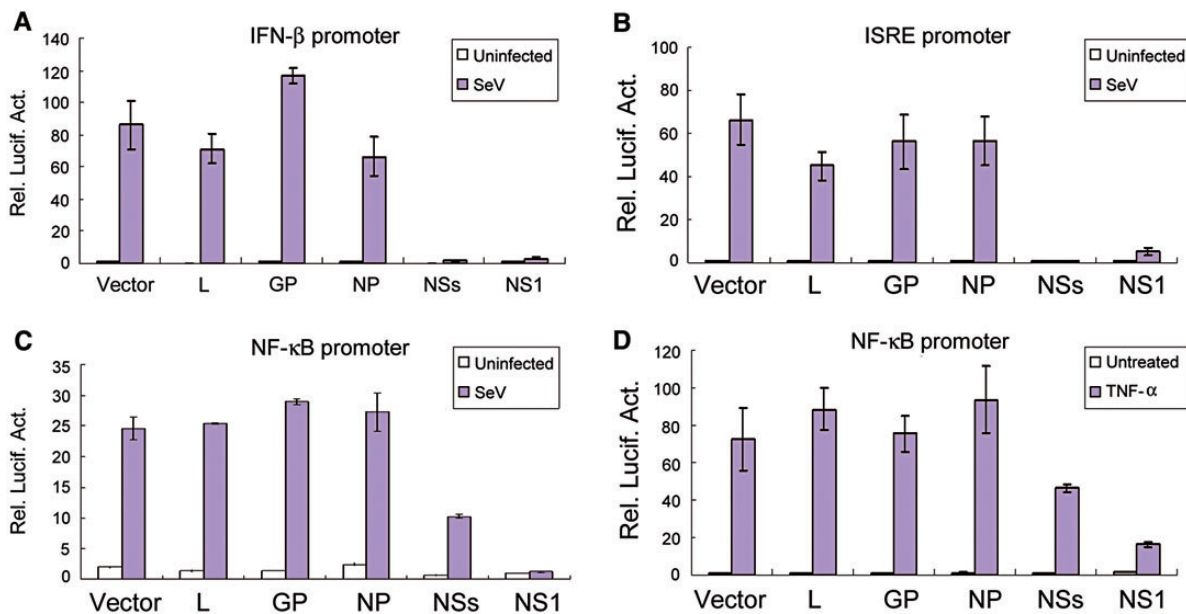 A
IFN-β promoter
Uninfected
SeV
Rel. Lucif. Act.
140
120
100
80
60
40
20
0
Vector L GP NP NSs NS1
B
ISRE promoter
Uninfected
SeV
Rel. Lucif. Act.
100
80
60
40
20
0
Vector L GP NP NSs NS1
C
NF-κB promoter
Uninfected
SeV
Rel. Lucif. Act.
35
30
25
20
15
10
5
0
Vector L GP NP NSs NS1
D
NF-κB promoter
Untreated
TNF-α
Rel. Lucif. Act.
120
100
80
60
40
20
0
Vector L GP NP NSs NS1